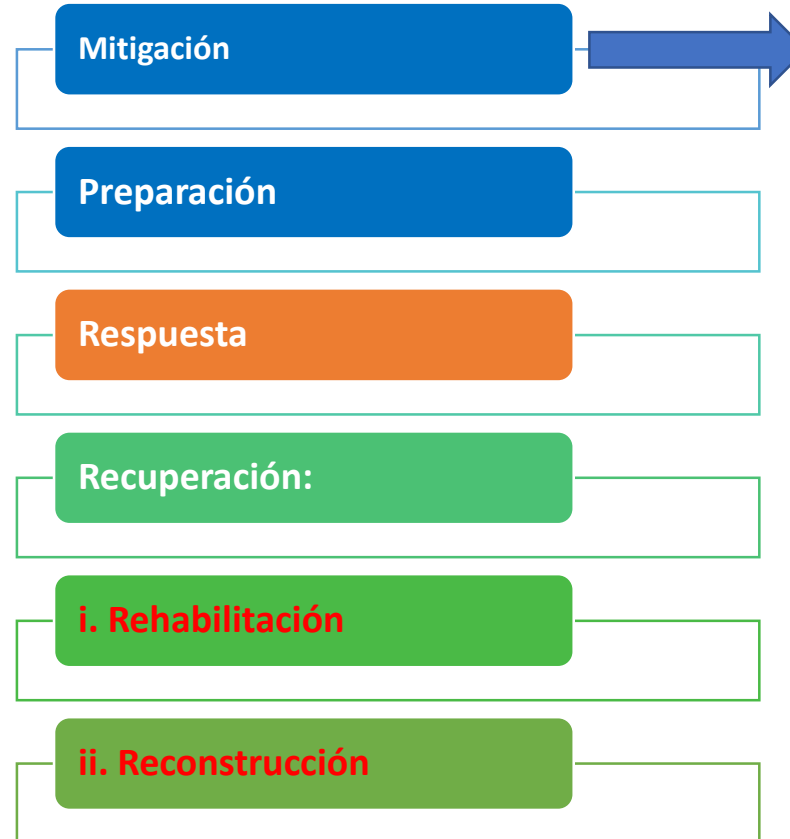 Mitigación
Preparación
Respuesta
Recuperación:
i. Rehabilitación
ii. Reconstrucción